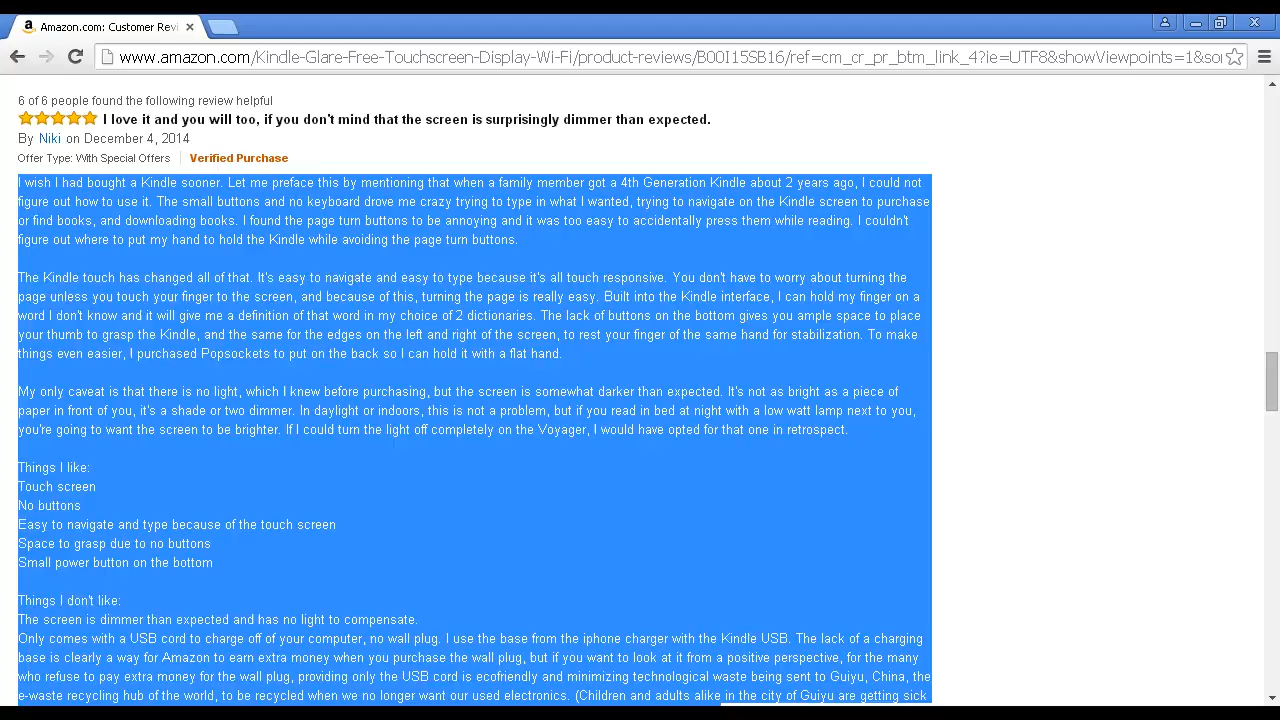 Amazon.com: Customer Revi
www.amazon.com/Kindle-Glare-Free-Touchscreen-Display-Wi-Fi/product-reviews/B00I15SB16/ref=cm_cr_pr_btm_link_4?ie=UTF8&showViewpoints=1&so
6 of 6 people found the following review helpful
I love it and you will too, if you don't mind that the screen is surprisingly dimmer than expected.
By Niki on December 4, 2014
Offer Type: With Special Offers Verified Purchase
I wish I had bought a Kindle sooner. Let me preface this by mentioning that when a family member got a 4th Generation Kindle about 2 years ago, I could not
figure out how to use it. The small buttons and no keyboard drove me crazy trying to type in what I wanted, trying to navigate on the Kindle screen to purchase
or find books, and downloading books. I found the page turn buttons to be annoying and it was too easy to accidentally press them while reading. I couldn't
figure out where to put my hand to hold the Kindle while avoiding the page turn buttons.
The Kindle touch has changed all of that. It's easy to navigate and easy to type because it's all touch responsive. You don't have to worry about turning the
page unless you touch your finger to the screen, and because of this, turning the page is really easy. Built into the Kindle interface, I can hold my finger on a
word I don't know and it will give me a definition of that word in my choice of 2 dictionaries. The lack of buttons on the bottom gives you ample space to place
your thumb to grasp the Kindle, and the same for the edges on the left and right of the screen, to rest your finger of the same hand for stabilization. To make
things even easier, I purchased Popsockets to put on the back so I can hold it with a flat hand.
My only caveat is that there is no light, which I knew before purchasing, but the screen is somewhat darker than expected. It's not as bright as a piece of
paper in front of you, it's a shade or two dimmer. In daylight or indoors, this is not a problem, but if you read in bed at night with a low watt lamp next to you,
you're going to want the screen to be brighter. If I could turn the light off completely on the Voyager, I would have opted for that one in retrospect.
Things I like:
Touch screen
No buttons
Easy to navigate and type because of the touch screen
Space to grasp due to no buttons
Small power button on the bottom
Things I don't like:
The screen is dimmer than expected and has no light to compensate.
Only comes with a USB cord to charge off of your computer, no wall plug. I use the base from the iphone charger with the Kindle USB. The lack of a charging
base is clearly a way for Amazon to earn extra money when you purchase the wall plug, but if you want to look at it from a positive perspective, for the many
who refuse to pay extra money for the wall plug, providing only the USB cord is ecofriendly and minimizing technological waste being sent to Guiyu, China, the
e-waste recycling hub of the world, to be recycled when we no longer want our used electronics. (Children and adults alike in the city of Guiyu are getting sick